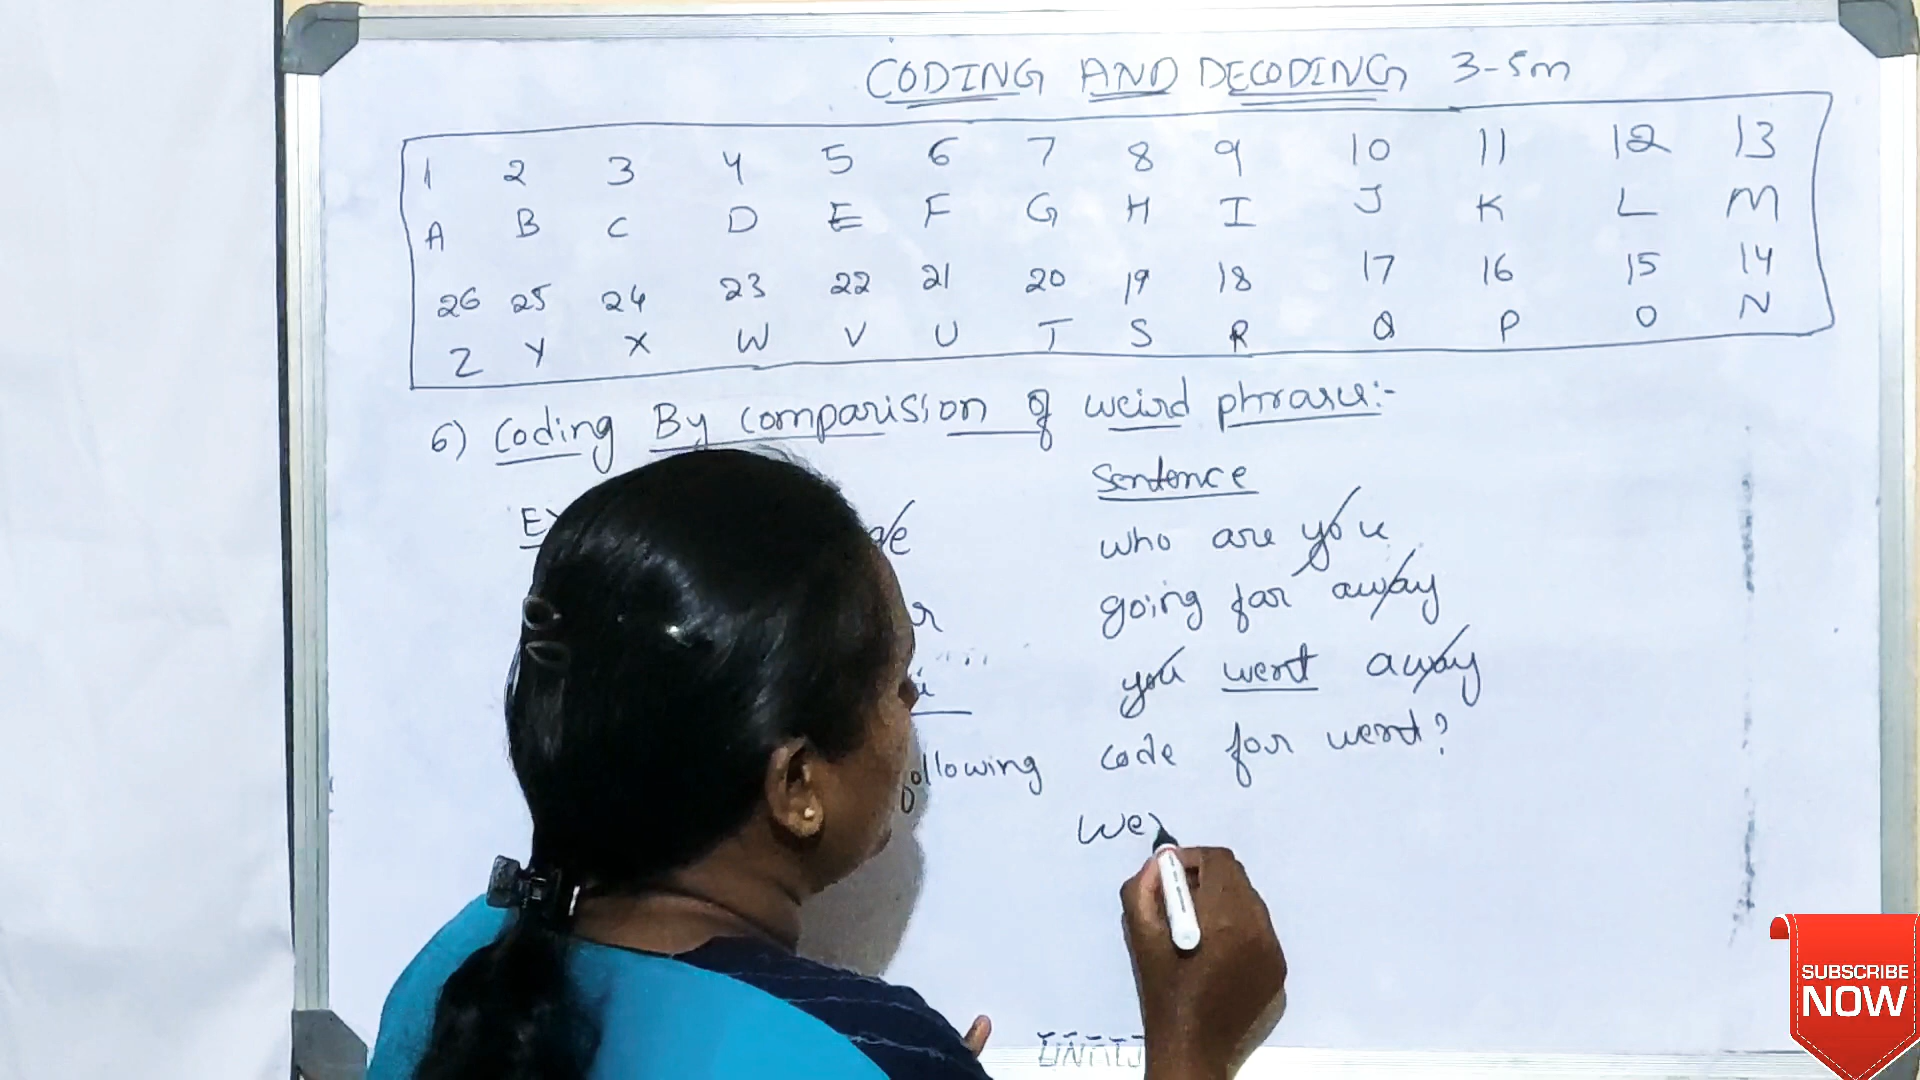 CODING AND DECODING 3-5m
1 2 3 4 5 6 7 8 9 10 11 12 13
A B C D E F G H I J K L M
26 25 24 23 22 21 20 19 18 17 16 15 14
Z Y X W V U T S R Q P O N
6) Coding By comparision of weird phrase:-
Sentence
who are you
going far away
you went away
following code for went?
we
SUBSCRIBE
NOW